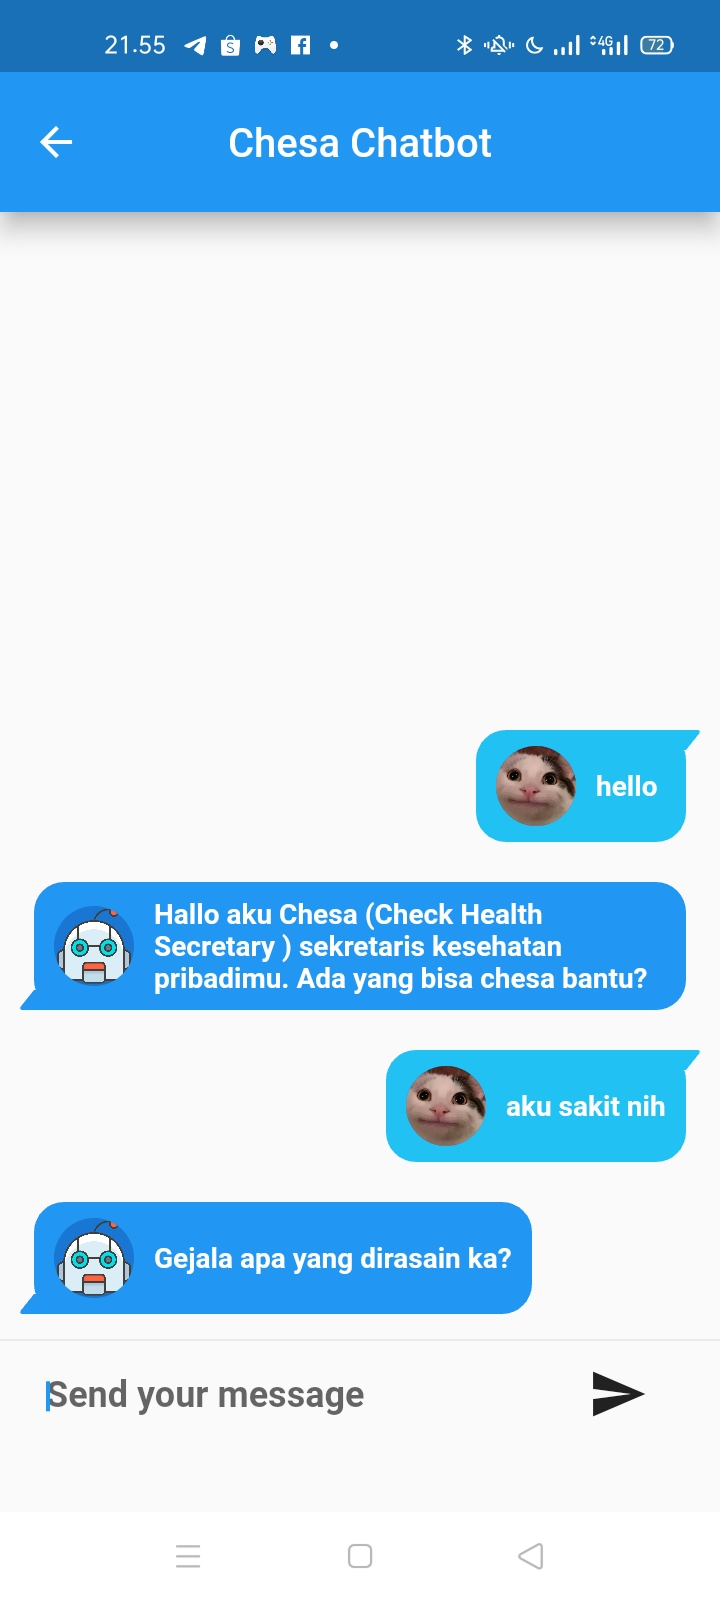 21.55
4G
72
Chesa Chatbot
hello
Hallo aku Chesa (Check Health
Secretary ) sekretaris kesehatan
pribadimu. Ada yang bisa chesa bantu?
aku sakit nih
Gejala apa yang dirasain ka?
Send your message